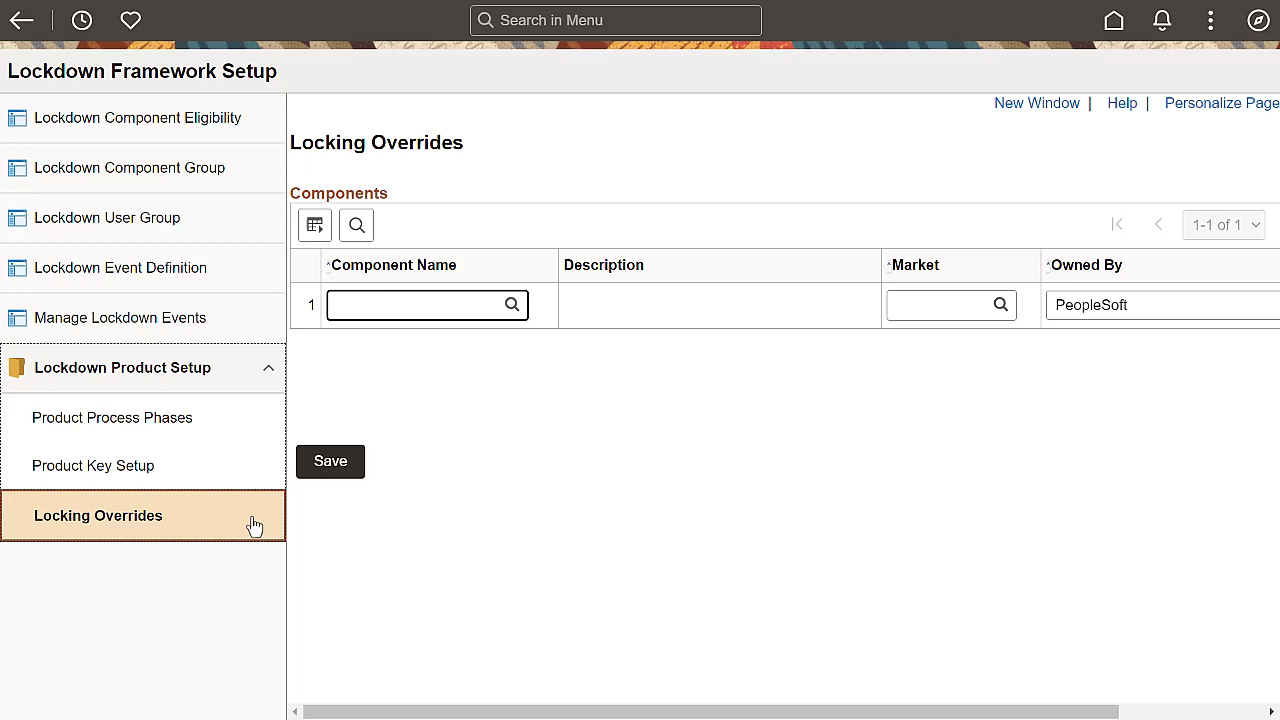 Search in Menu
Lockdown Framework Setup
Lockdown Component Eligibility
Lockdown Component Group
Lockdown User Group
Lockdown Event Definition
Manage Lockdown Events
Lockdown Product Setup
Product Process Phases
Product Key Setup
Locking Overrides
New Window | Help | Personalize Page
Locking Overrides
Components
1-1 of 1
*Component Name Description *Market *Owned By
1 PeopleSoft
Save